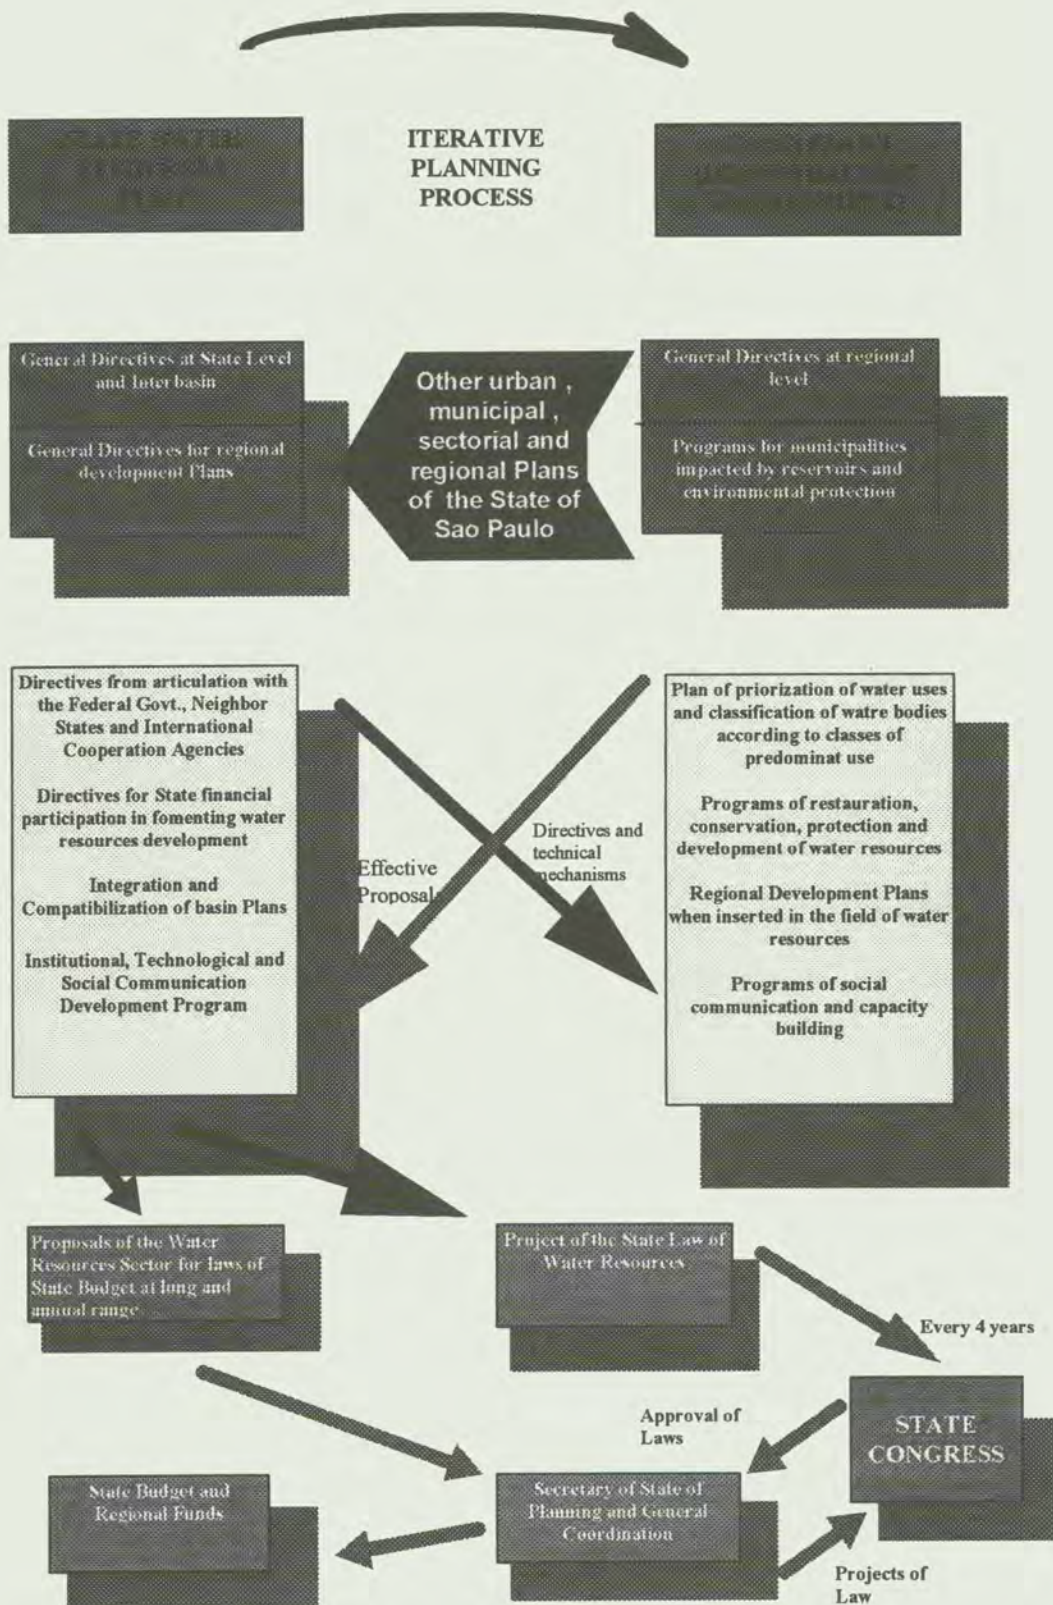 ITERATIVE
PLANNING
PROCESS
General Directives at State Level
and Interbasin
General Directives for regional
development Plans
Other urban ,
municipal ,
sectorial and
regional Plans
of the State of
Sao Paulo
General Directives at regional
level
Programs for municipalities
impacted by reservoirs and
environmental protection
Directives from articulation with
the Federal Govt., Neighbor
States and International
Cooperation Agencies
Directives for State financial
participation in fomenting water
resources development
Integration and
Compatibilization of basin Plans
Institutional, Technological and
Social Communication
Development Program
Effective
Proposals
Directives and
technical
mechanisms
Plan of priorization of water uses
and classification of watre bodies
according to classes of
predominat use
Programs of restauration,
conservation, protection and
development of water resources
Regional Development Plans
when inserted in the field of water
resources
Programs of social
communication and capacity
building
Proposals of the Water
Resources Sector for laws of
State Budget at long and
annual range
Project of the State Law of
Water Resources
Every 4 years
Approval of
Laws
STATE
CONGRESS
State Budget and
Regional Funds
Secretary of State of
Planning and General
Coordination
Projects of
Law